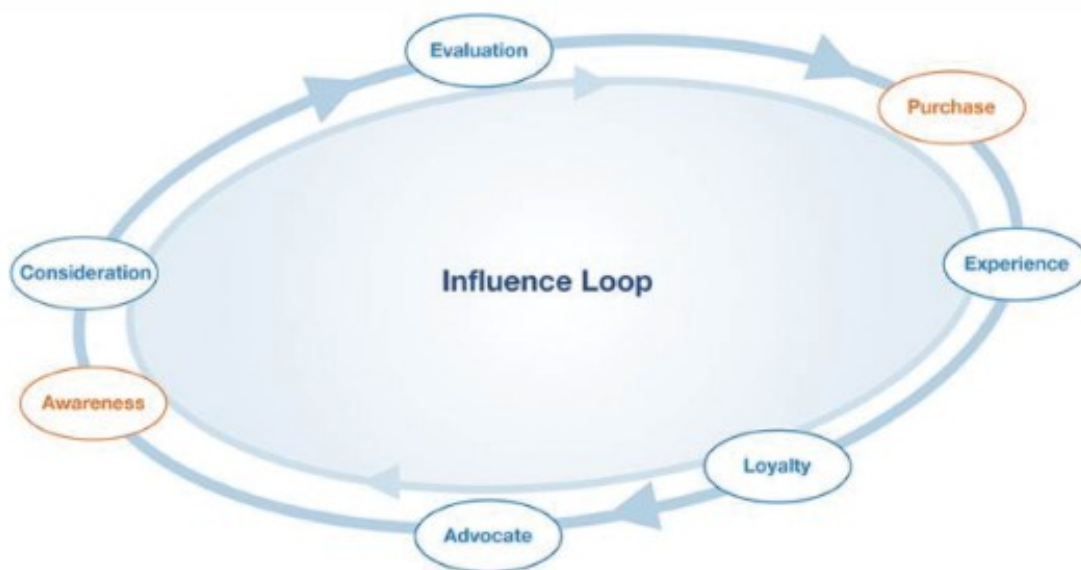 Evaluation
Purchase
Consideration
Experience
Influence Loop
Awareness
Loyalty
Advocate